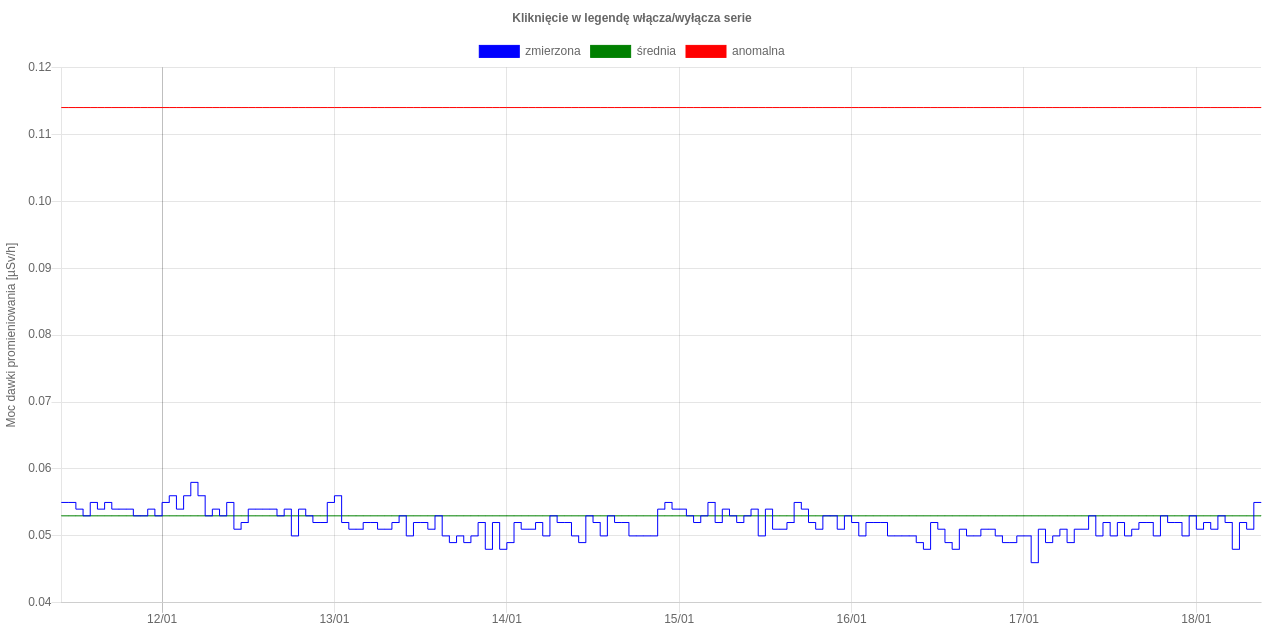 Kliknięcie w legendę włącza/wyłącza serie
zmierzona średnia anomalna
0.12
0.11
0.10
0.09
0.08
0.07
0.06
0.05
0.04
Moc dawki promieniowania [µSv/h]
12/01 13/01 14/01 15/01 16/01 17/01 18/01